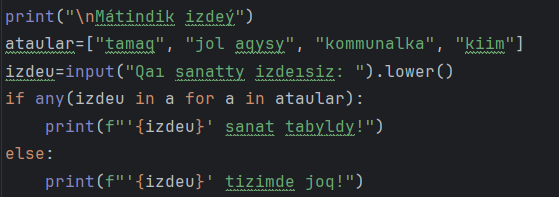 print("\nMátindik izdeý")
ataular=["tamaq", "jol aqysy", "kommunalka", "kiim"]
izdeu=input("Qaı sanatty izdeısiz: ").lower()
if any(izdeu in a for a in ataular):
    print(f"'{izdeu}' sanat tabyldy!")
else:
    print(f"'{izdeu}' tizimde joq!")